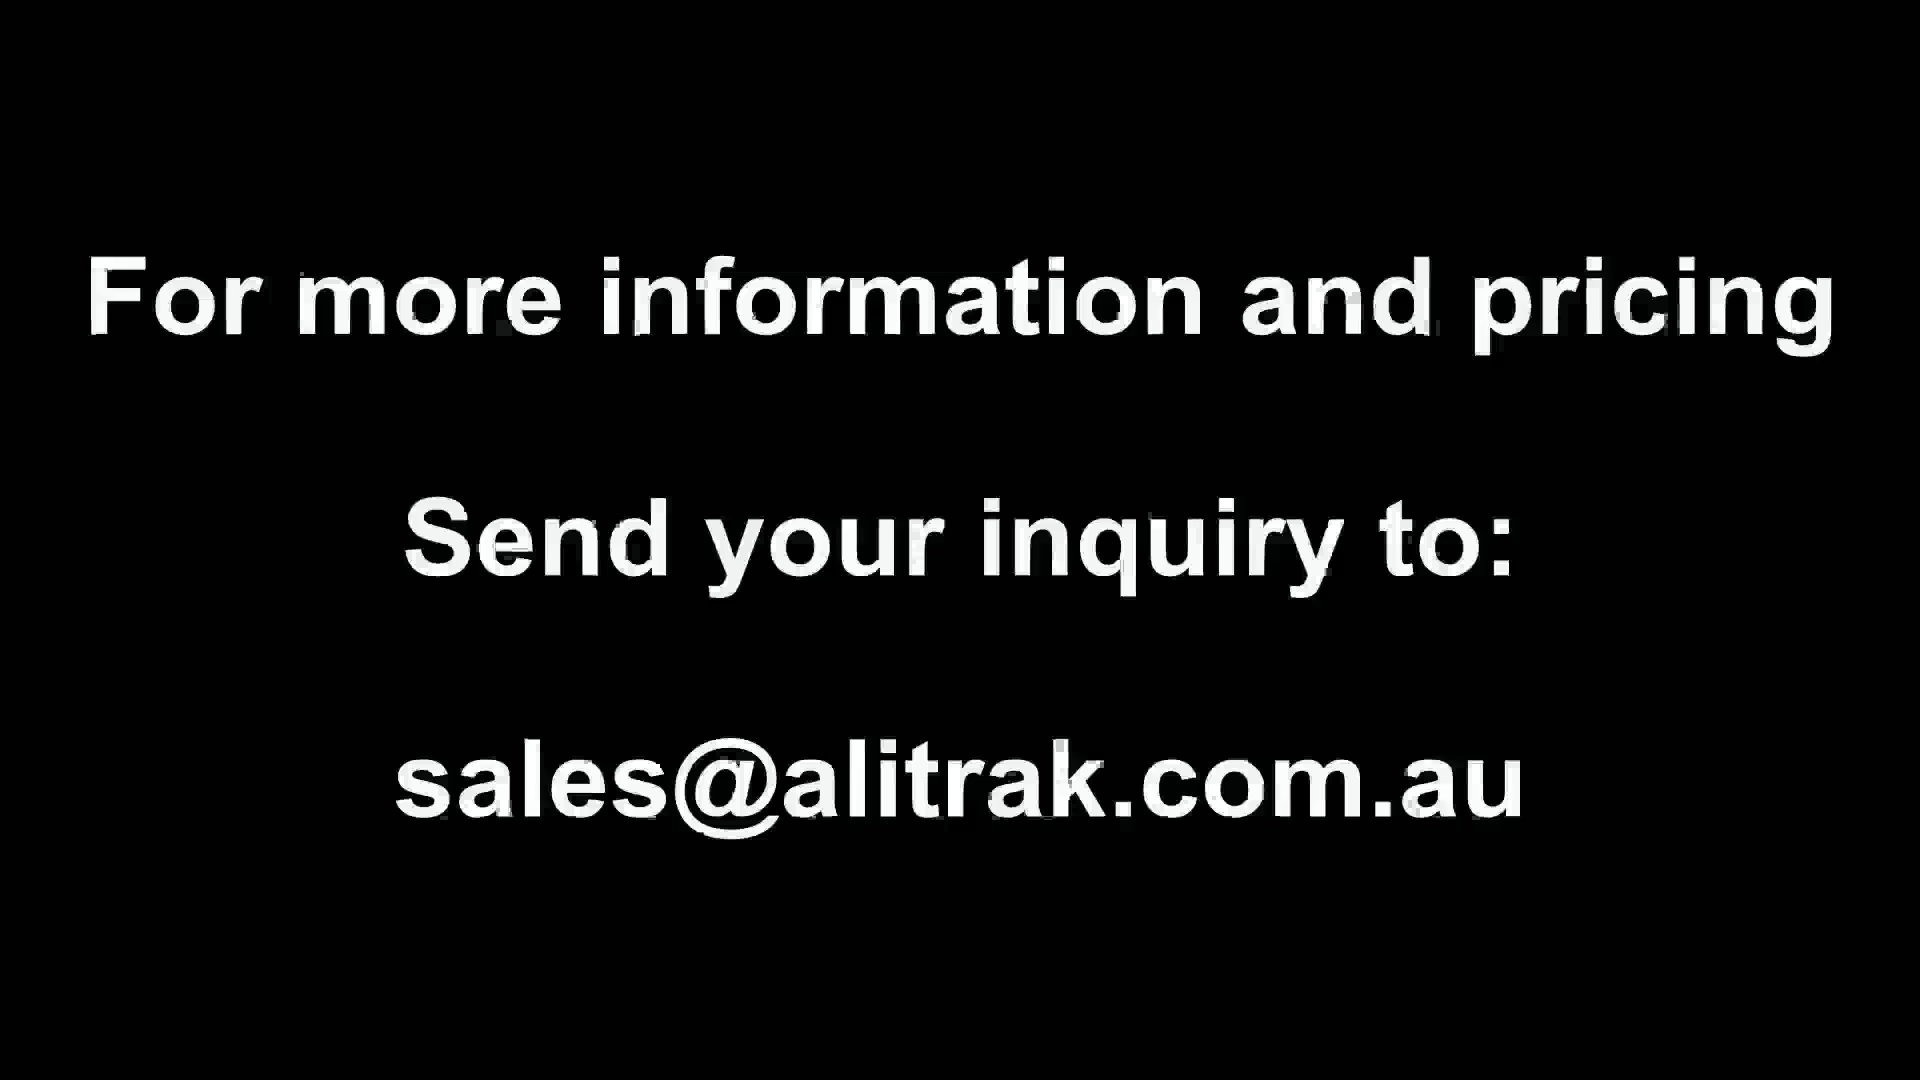 For more information and pricing
Send your inquiry to:
sales@alitrak.com.au